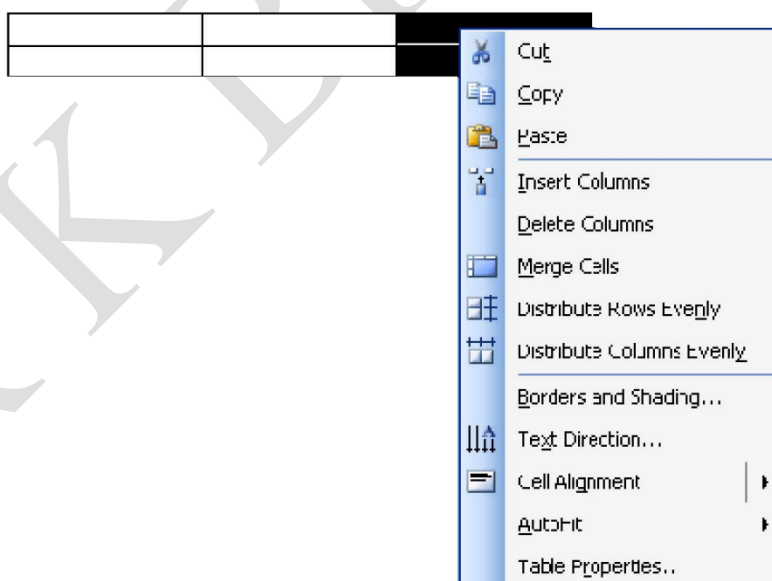 Cut
Copy
Paste
Insert Columns
Delete Columns
Merge Cells
Distribute Rows Evenly
Distribute Columns Evenly
Borders and Shading...
Text Direction...
Cell Alignment
AutoFit
Table Properties..